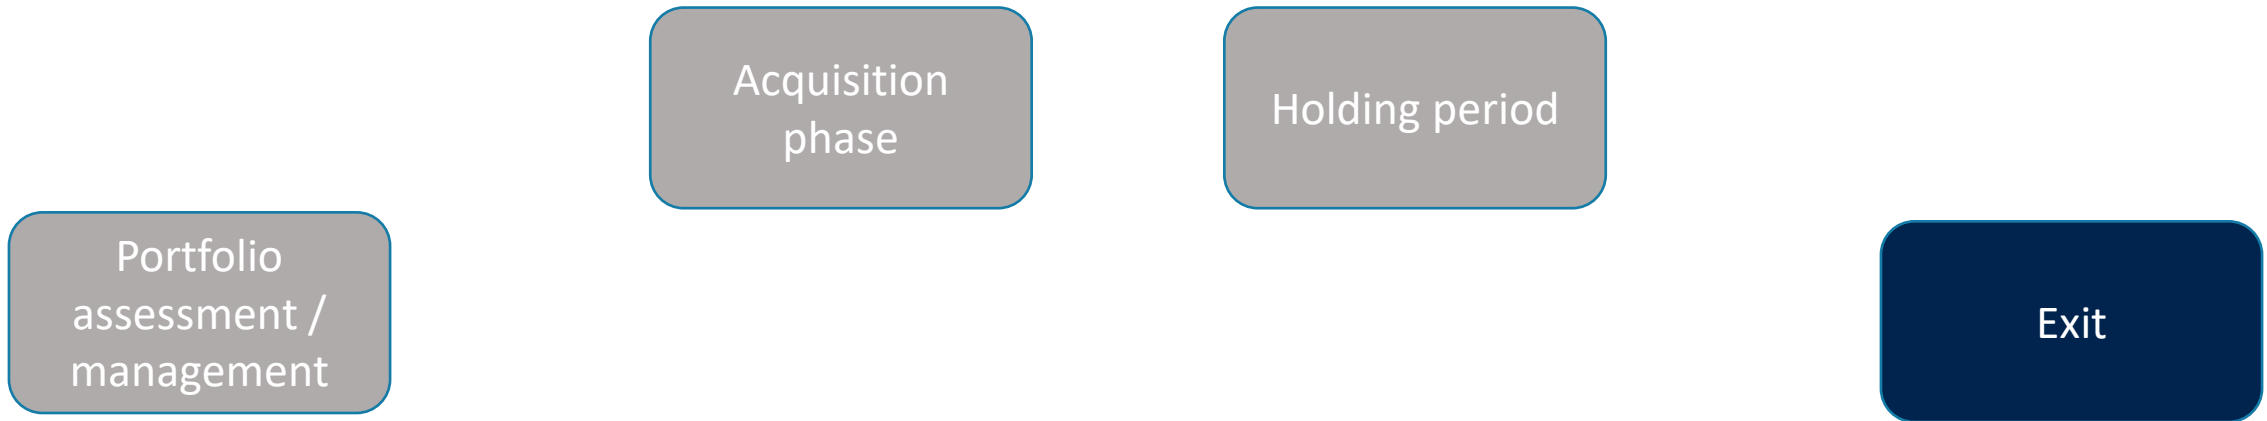 Acquisition
phase
Holding period
Portfolio
assessment /
management
Exit